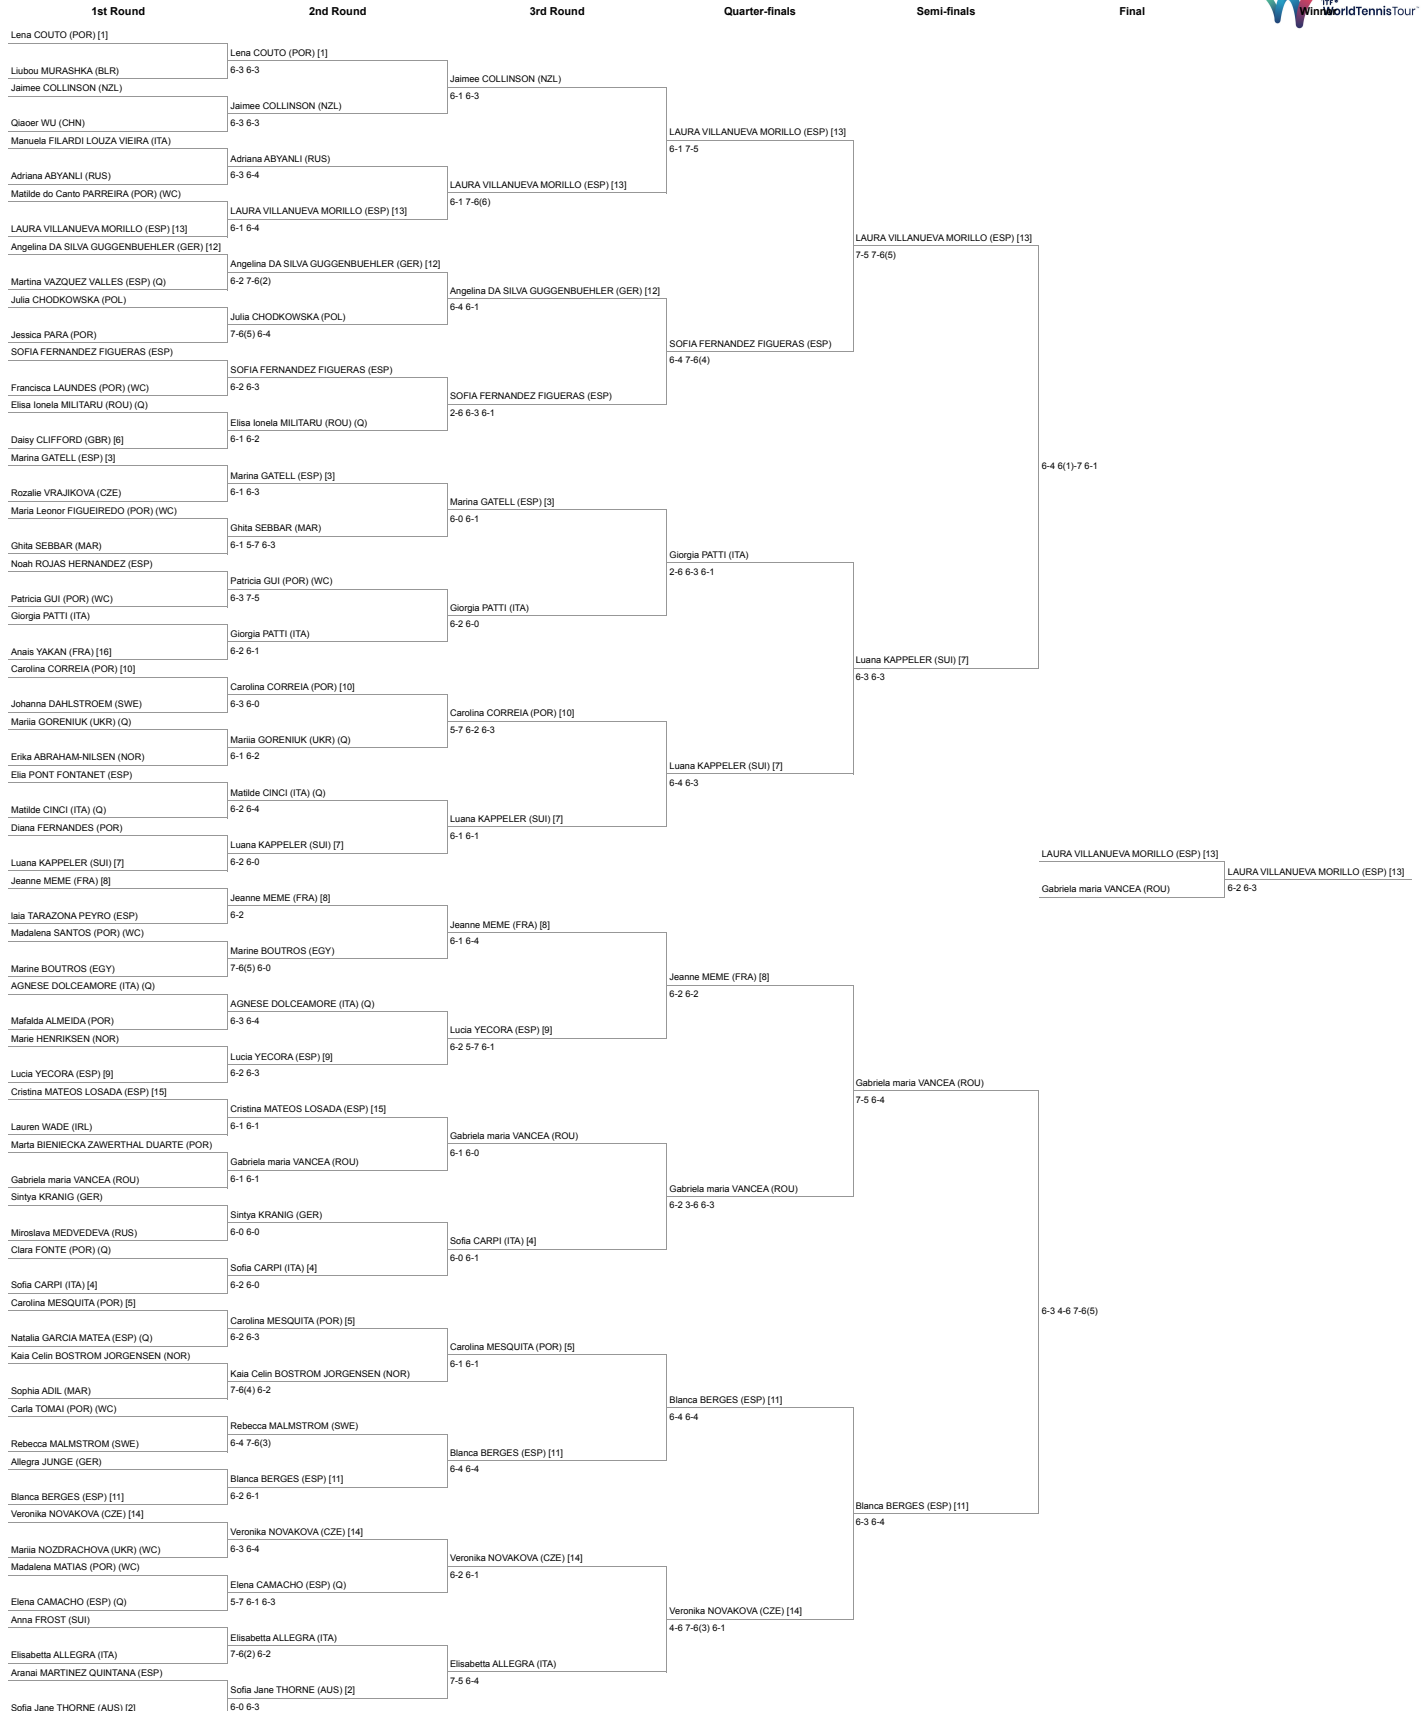 1st Round
2nd Round
3rd Round
Quarter-finals
Semi-finals
Final
Winner
ITF
WorldTennisTour
Lena COUTO (POR) [1]
Liubou MURASHKA (BLR)
Jaimee COLLINSON (NZL)
Qiaoer WU (CHN)
Manuela FILARDI LOUZA VIEIRA (ITA)
Adriana ABYANLI (RUS)
Matilde do Canto PARREIRA (POR) (WC)
LAURA VILLANUEVA MORILLO (ESP) [13]
Angelina DA SILVA GUGGENBUEHLER (GER) [12]
Martina VAZQUEZ VALLES (ESP) (Q)
Julia CHODKOWSKA (POL)
Jessica PARA (POR)
SOFIA FERNANDEZ FIGUERAS (ESP)
Francisca LAUNDES (POR) (WC)
Elisa Ionela MILITARU (ROU) (Q)
Daisy CLIFFORD (GBR) [6]
Marina GATELL (ESP) [3]
Rozalie VRAJIKOVA (CZE)
Maria Leonor FIGUEIREDO (POR) (WC)
Ghita SEBBAR (MAR)
Noah ROJAS HERNANDEZ (ESP)
Patricia GUI (POR) (WC)
Giorgia PATTI (ITA)
Anais YAKAN (FRA) [16]
Carolina CORREIA (POR) [10]
Johanna DAHLSTROEM (SWE)
Mariia GORENIUK (UKR) (Q)
Erika ABRAHAM-NILSEN (NOR)
Elia PONT FONTANET (ESP)
Matilde CINCI (ITA) (Q)
Diana FERNANDES (POR)
Luana KAPPELER (SUI) [7]
Jeanne MEME (FRA) [8]
Iaia TARAZONA PEYRO (ESP)
Madalena SANTOS (POR) (WC)
Marine BOUTROS (EGY)
AGNESE DOLCEAMORE (ITA) (Q)
Mafalda ALMEIDA (POR)
Marie HENRIKSEN (NOR)
Lucia YECORA (ESP) [9]
Cristina MATEOS LOSADA (ESP) [15]
Lauren WADE (IRL)
Marta BIENIECKA ZAWERTHAL DUARTE (POR)
Gabriela maria VANCEA (ROU)
Sintya KRANIG (GER)
Miroslava MEDVEDEVA (RUS)
Clara FONTE (POR) (Q)
Sofia CARPI (ITA) [4]
Carolina MESQUITA (POR) [5]
Natalia GARCIA MATEA (ESP) (Q)
Kaia Celin BOSTROM JORGENSEN (NOR)
Sophia ADIL (MAR)
Carla TOMAI (POR) (WC)
Rebecca MALMSTROM (SWE)
Allegra JUNGE (GER)
Blanca BERGES (ESP) [11]
Veronika NOVAKOVA (CZE) [14]
Mariia NOZDRACHOVA (UKR) (WC)
Madalena MATIAS (POR) (WC)
Elena CAMACHO (ESP) (Q)
Anna FROST (SUI)
Elisabetta ALLEGRA (ITA)
Aranai MARTINEZ QUINTANA (ESP)
Sofia Jane THORNE (AUS) [2]
Lena COUTO (POR) [1]
6-3 6-3
Jaimee COLLINSON (NZL)
6-3 6-3
Adriana ABYANLI (RUS)
6-3 6-4
LAURA VILLANUEVA MORILLO (ESP) [13]
6-1 6-4
Angelina DA SILVA GUGGENBUEHLER (GER) [12]
6-2 7-6(2)
Julia CHODKOWSKA (POL)
7-6(5) 6-4
SOFIA FERNANDEZ FIGUERAS (ESP)
6-2 6-3
Elisa Ionela MILITARU (ROU) (Q)
6-1 6-2
Marina GATELL (ESP) [3]
6-1 6-3
Ghita SEBBAR (MAR)
6-1 5-7 6-3
Patricia GUI (POR) (WC)
6-3 7-5
Giorgia PATTI (ITA)
6-2 6-1
Carolina CORREIA (POR) [10]
6-3 6-0
Mariia GORENIUK (UKR) (Q)
6-1 6-2
Matilde CINCI (ITA) (Q)
6-2 6-4
Luana KAPPELER (SUI) [7]
6-2 6-0
Jeanne MEME (FRA) [8]
6-2
Marine BOUTROS (EGY)
7-6(5) 6-0
AGNESE DOLCEAMORE (ITA) (Q)
6-3 6-4
Lucia YECORA (ESP) [9]
6-2 6-3
Cristina MATEOS LOSADA (ESP) [15]
6-1 6-1
Gabriela maria VANCEA (ROU)
6-1 6-1
Sintya KRANIG (GER)
6-0 6-0
Sofia CARPI (ITA) [4]
6-2 6-0
Carolina MESQUITA (POR) [5]
6-2 6-3
Kaia Celin BOSTROM JORGENSEN (NOR)
7-6(4) 6-2
Rebecca MALMSTROM (SWE)
6-4 7-6(3)
Blanca BERGES (ESP) [11]
6-2 6-1
Veronika NOVAKOVA (CZE) [14]
6-3 6-4
Elena CAMACHO (ESP) (Q)
5-7 6-1 6-3
Elisabetta ALLEGRA (ITA)
7-6(2) 6-2
Sofia Jane THORNE (AUS) [2]
6-0 6-3
Jaimee COLLINSON (NZL)
6-1 6-3
LAURA VILLANUEVA MORILLO (ESP) [13]
6-1 7-6(6)
Angelina DA SILVA GUGGENBUEHLER (GER) [12]
6-4 6-1
SOFIA FERNANDEZ FIGUERAS (ESP)
2-6 6-3 6-1
Marina GATELL (ESP) [3]
6-0 6-1
Giorgia PATTI (ITA)
6-2 6-0
Carolina CORREIA (POR) [10]
5-7 6-2 6-3
Luana KAPPELER (SUI) [7]
6-1 6-1
Jeanne MEME (FRA) [8]
6-1 6-4
Lucia YECORA (ESP) [9]
6-2 5-7 6-1
Gabriela maria VANCEA (ROU)
6-1 6-0
Sofia CARPI (ITA) [4]
6-0 6-1
Carolina MESQUITA (POR) [5]
6-1 6-1
Blanca BERGES (ESP) [11]
6-4 6-4
Veronika NOVAKOVA (CZE) [14]
6-2 6-1
Elisabetta ALLEGRA (ITA)
7-5 6-4
LAURA VILLANUEVA MORILLO (ESP) [13]
6-1 7-5
SOFIA FERNANDEZ FIGUERAS (ESP)
6-4 7-6(4)
Giorgia PATTI (ITA)
2-6 6-3 6-1
Luana KAPPELER (SUI) [7]
6-4 6-3
Jeanne MEME (FRA) [8]
6-2 6-2
Gabriela maria VANCEA (ROU)
6-2 3-6 6-3
Blanca BERGES (ESP) [11]
6-4 6-4
Veronika NOVAKOVA (CZE) [14]
4-6 7-6(3) 6-1
LAURA VILLANUEVA MORILLO (ESP) [13]
7-5 7-6(5)
Luana KAPPELER (SUI) [7]
6-3 6-3
Gabriela maria VANCEA (ROU)
7-5 6-4
Blanca BERGES (ESP) [11]
6-3 6-4
6-4 6(1)-7 6-1
LAURA VILLANUEVA MORILLO (ESP) [13]
Gabriela maria VANCEA (ROU)
6-3 4-6 7-6(5)
LAURA VILLANUEVA MORILLO (ESP) [13]
6-2 6-3